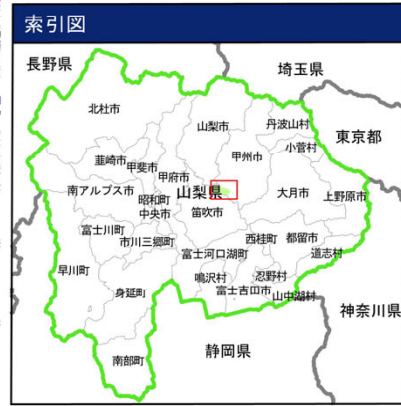 索引図
長野県
埼玉県
北杜市
山梨市
丹波山村
東京都
小菅村
韮崎市
甲斐市
甲州市
甲府市
南アルプス市
山梨県
大月市
上野原市
昭和町
中央市
笛吹市
富士川町
市川三郷町
西桂町
都留市
富士河口湖町
道志村
早川町
鳴沢村
忍野村
身延町
富士吉田市
山中湖村
神奈川県
静岡県
南部町